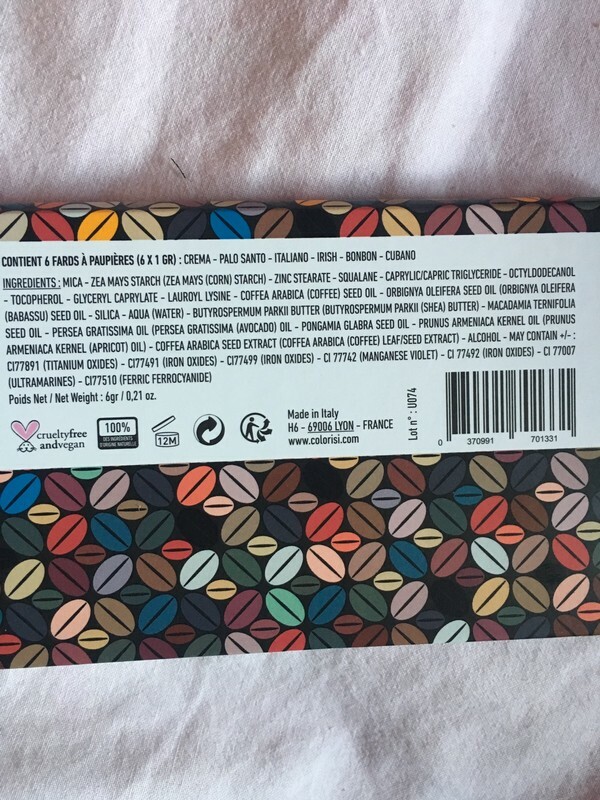 CONTIENT 6 FARDS À PAUPIÈRES (6 X 1 GR) : CREMA - PALO SANTO - ITALIANO - IRISH - BONBON - CUBANO
INGREDIENTS : MICA - ZEA MAYS STARCH (ZEA MAYS (CORN) STARCH) - ZINC STEARATE - SQUALANE - CAPRYLIC/CAPRIC TRIGLYCERIDE - OCTYLDODECANOL
- TOCOPHEROL - GLYCERYL CAPRYLATE - LAUROYL LYSINE - COFFEA ARABICA (COFFEE) SEED OIL - ORBIGNYA OLEIFERA SEED OIL (ORBIGNYA OLEIFERA
(BABASSU) SEED OIL - SILICA - AQUA (WATER) - BUTYROSPERMUM PARKII BUTTER (BUTYROSPERMUM PARKII (SHEA) BUTTER) - MACADAMIA TERNIFOLIA
SEED OIL - PERSEA GRATISSIMA OIL (PERSEA GRATISSIMA (AVOCADO) OIL - PONGAMIA GLABRA SEED OIL - PRUNUS ARMENIACA KERNEL OIL (PRUNUS
ARMENIACA KERNEL (APRICOT) OIL) - COFFEA ARABICA SEED EXTRACT (COFFEA ARABICA (COFFEE) LEAF/SEED EXTRACT) - ALCOHOL - MAY CONTAIN +/- :
CI77891 (TITANIUM OXIDES) - CI77491 (IRON OXIDES) - CI77499 (IRON OXIDES) - CI 77742 (MANGANESE VIOLET) - CI 77492 (IRON OXIDES) - CI 77007
(ULTRAMARINES) - CI77510 (FERRIC FERROCYANIDE)
Poids Net / Net Weight : 6gr / 0,21 oz.
crueltyfree
andvegan
100%
DES INGRÉDIENTS
D'ORIGINE NATURELLE
12M
Made in Italy
H6 - 69006 LYON - FRANCE
www.colorisi.com
Lot n° : U074
0 370991 701331